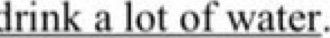 drink a lot of water.